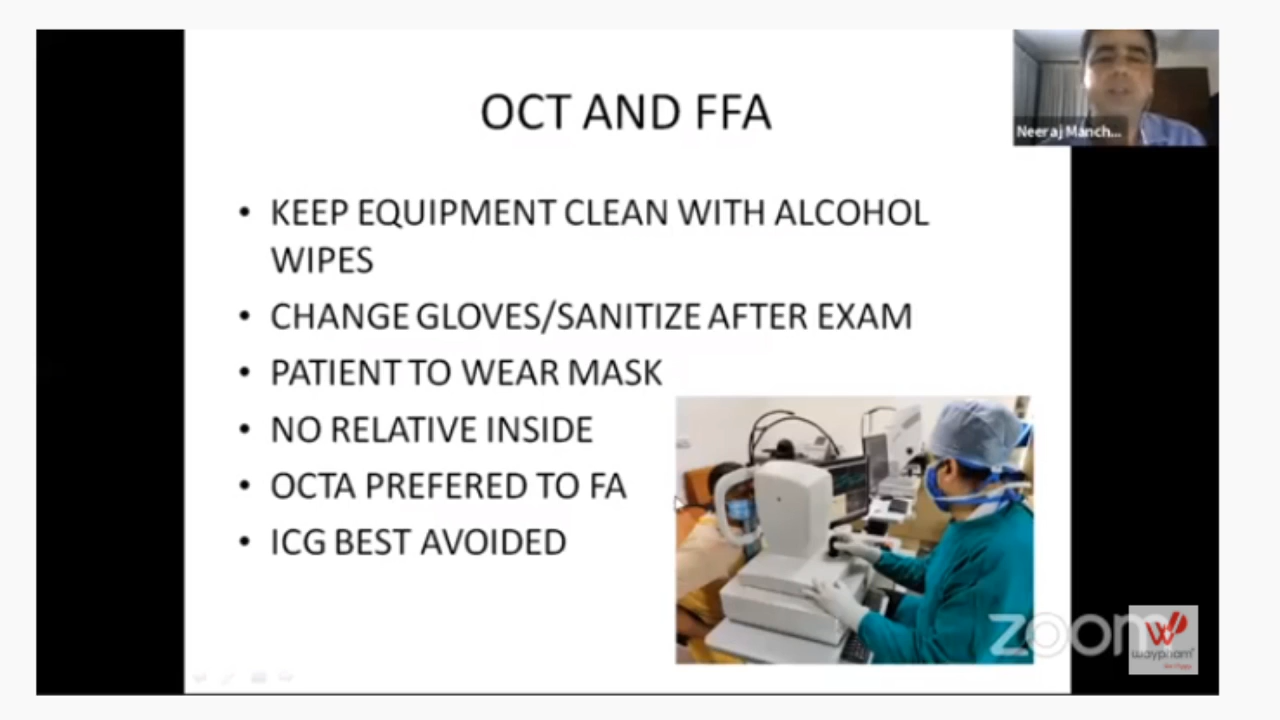 OCT AND FFA
Neeraj Manch...
• KEEP EQUIPMENT CLEAN WITH ALCOHOL
WIPES
• CHANGE GLOVES/SANITIZE AFTER EXAM
• PATIENT TO WEAR MASK
• NO RELATIVE INSIDE
• OCTA PREFERED TO FA
• ICG BEST AVOIDED
zoom